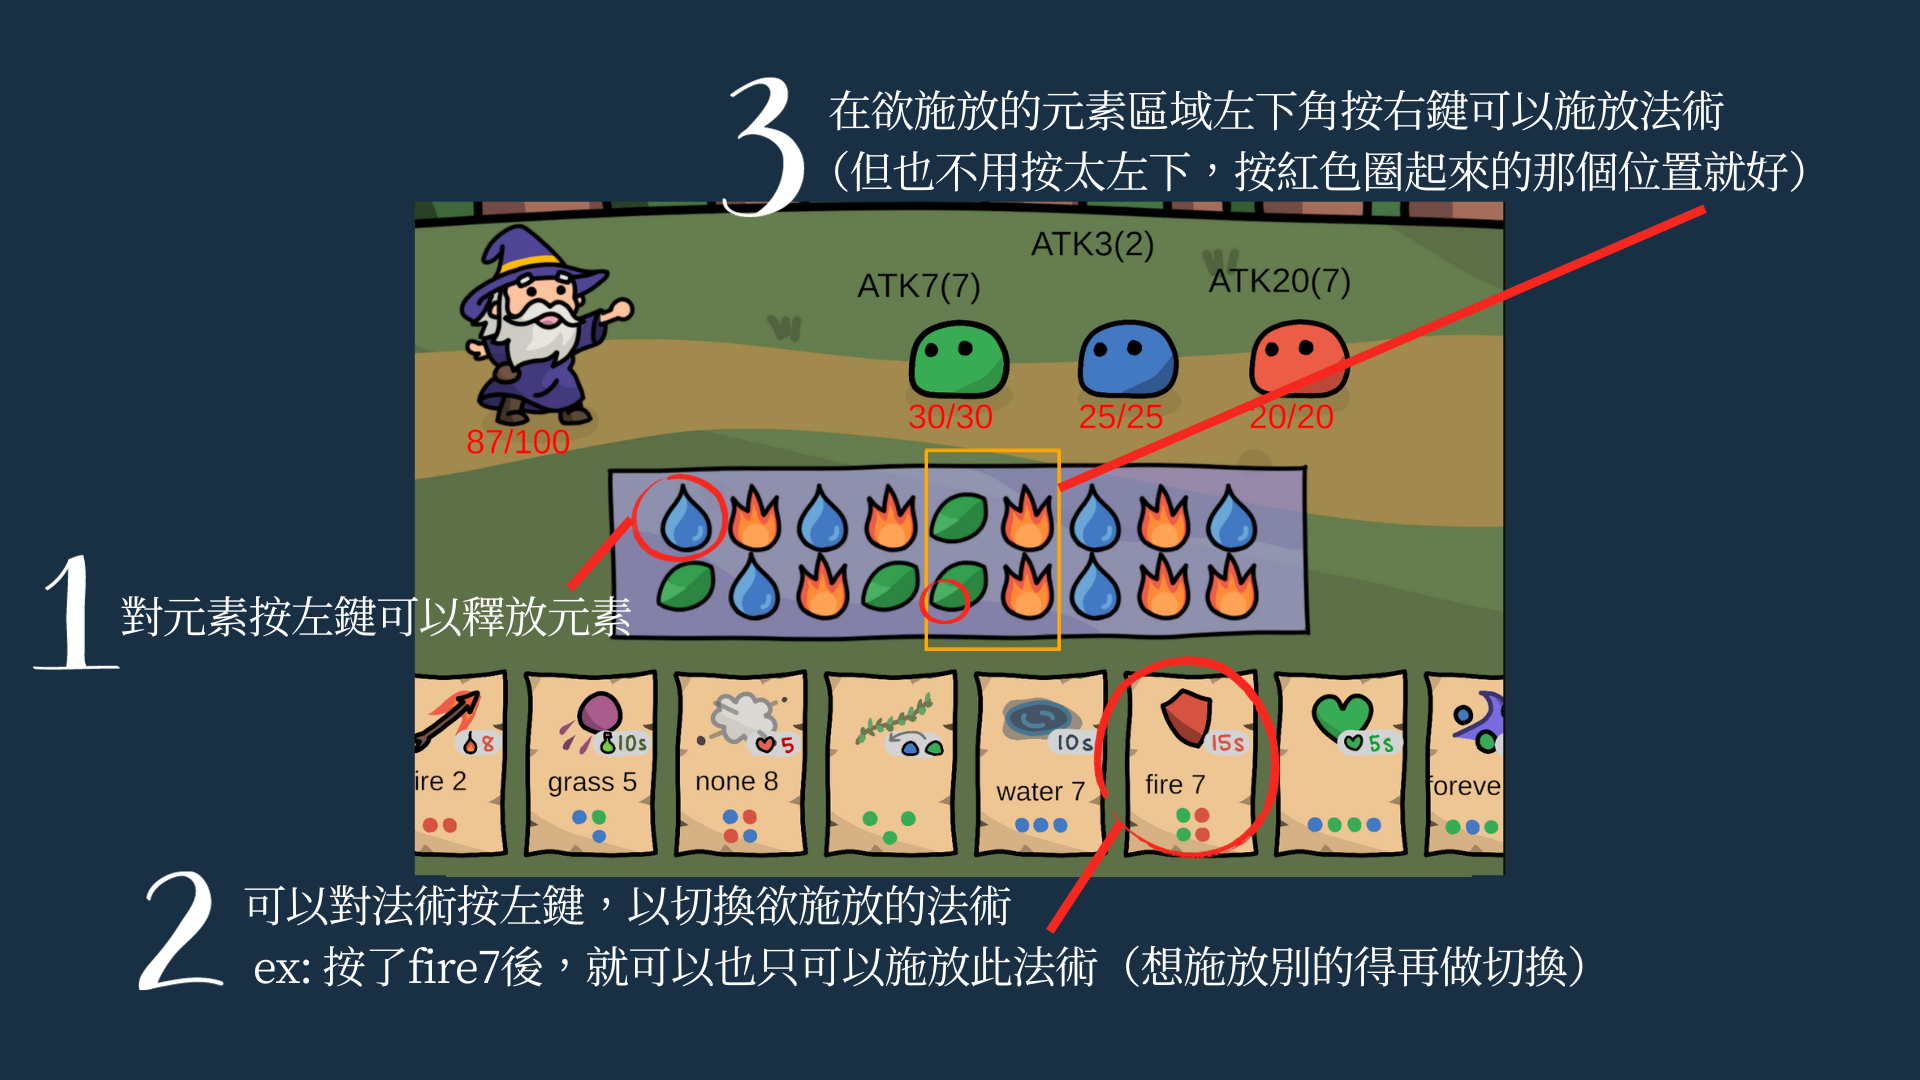 3
在欲施放的元素區域左下角按右鍵可以施放法術
（但也不用按太左下，按紅色圈起來的那個位置就好）
ATK3(2)
ATK7(7)
ATK20(7)
30/30
25/25
20/20
87/100
1
對元素按左鍵可以釋放元素
8
10s
5
10s
15s
5s
ire 2
grass 5
none 8
water 7
fire 7
foreve
2
可以對法術按左鍵，以切換欲施放的法術
ex: 按了fire7後，就可以也只可以施放此法術（想施放別的得再做切換）